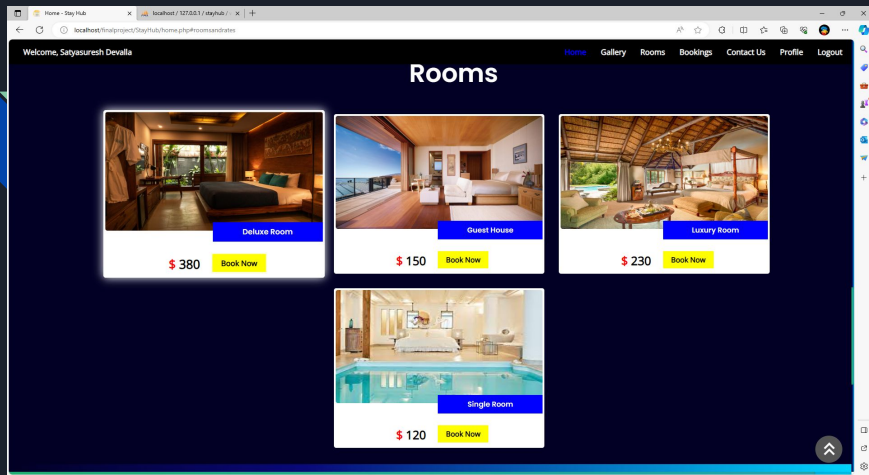 Home - Stay Hub
localhost / 127.0.0.1 / stayhub /
localhost/finalproject/StayHub/home.php#roomsandrates
Welcome, Satyasuresh Devalla
Home Gallery Rooms Bookings Contact Us Profile Logout
Rooms
Deluxe Room
$ 380 Book Now
Guest House
$ 150 Book Now
Luxury Room
$ 230 Book Now
Single Room
$ 120 Book Now